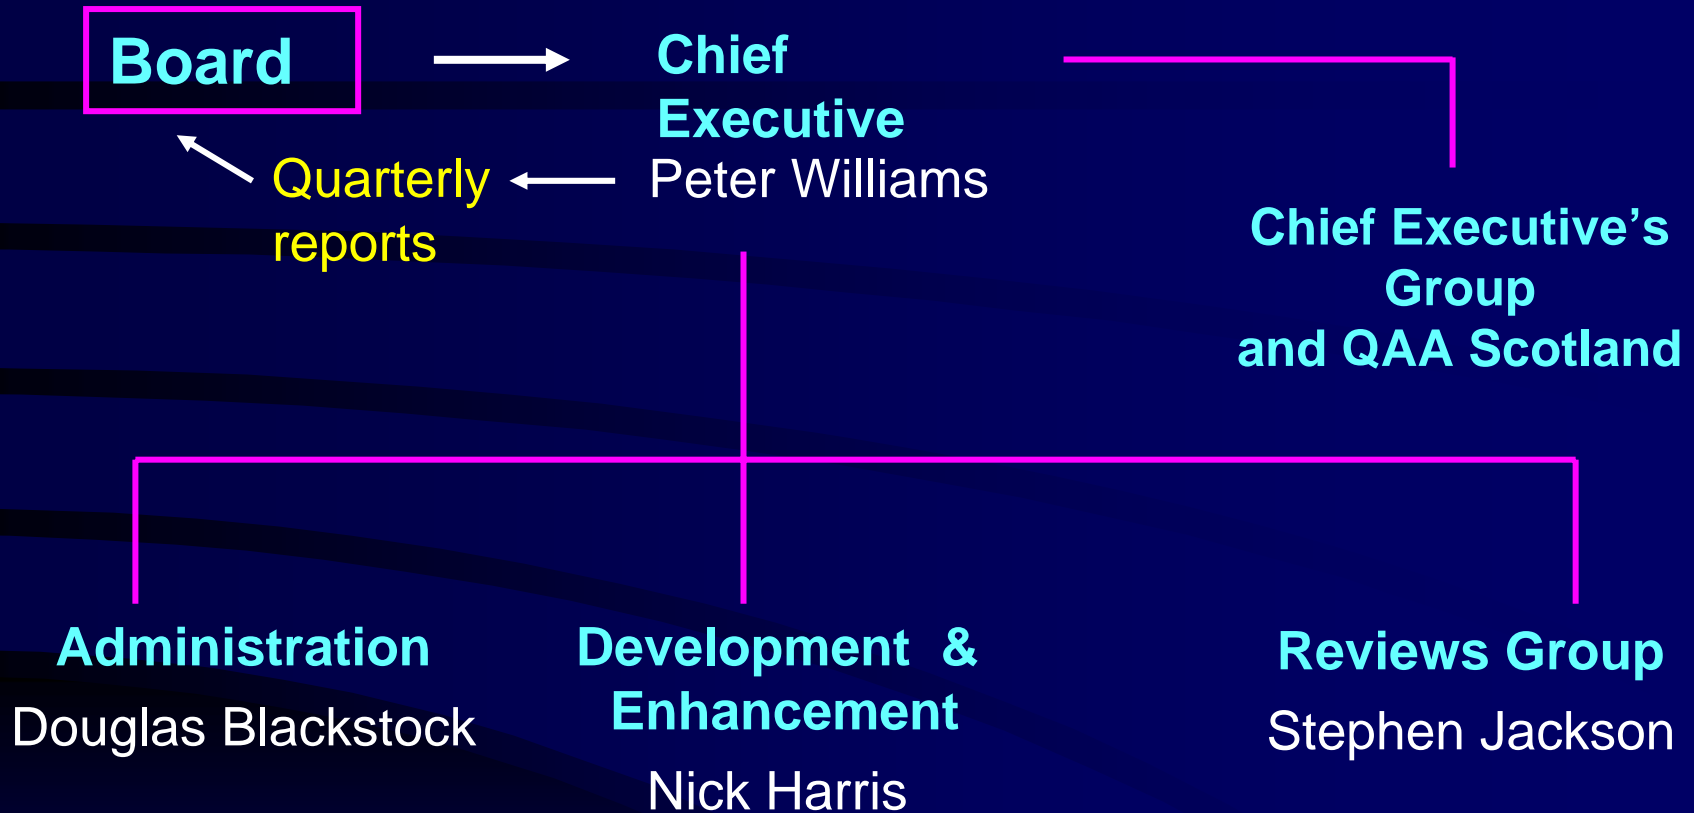 Board
Chief
Executive
Peter Williams
Quarterly
reports
Chief Executive’s
Group
and QAA Scotland
Administration
Douglas Blackstock
Development &
Enhancement
Nick Harris
Reviews Group
Stephen Jackson